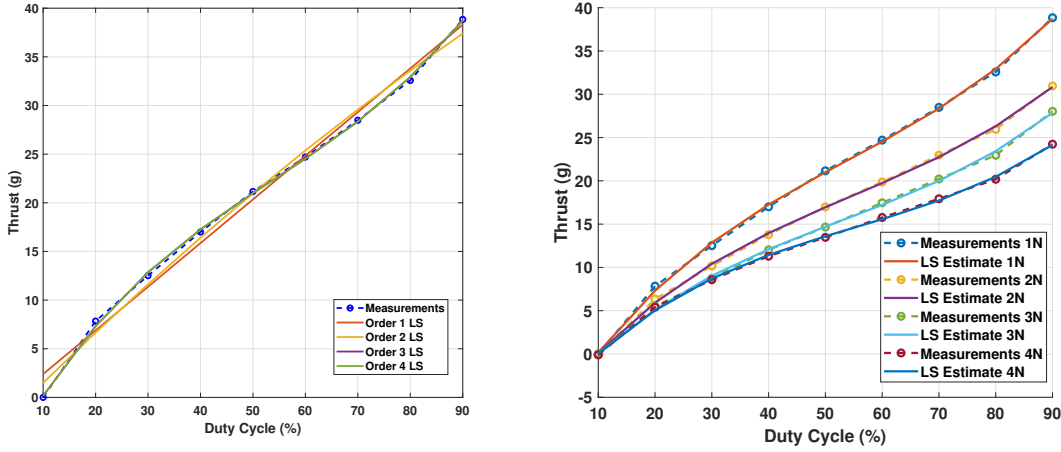 40
35
30
25
20
15
10
5
0
Thrust (g)
10 20 30 40 50 60 70 80 90
Duty Cycle (%)
Measurements
Order 1 LS
Order 2 LS
Order 3 LS
Order 4 LS
40
35
30
25
20
15
10
5
0
-5
Thrust (g)
10 20 30 40 50 60 70 80 90
Duty Cycle (%)
Measurements 1N
LS Estimate 1N
Measurements 2N
LS Estimate 2N
Measurements 3N
LS Estimate 3N
Measurements 4N
LS Estimate 4N